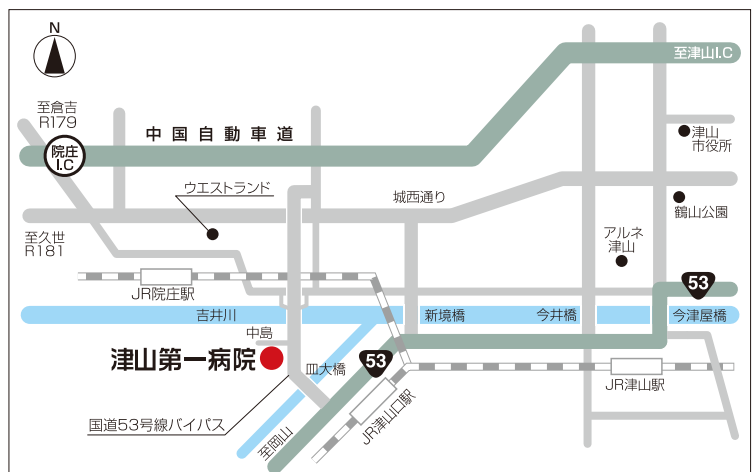 N
至津山I.C
至倉吉
R179
中国自動車道
院庄
I.C
津山
市役所
ウエストランド
城西通り
鶴山公園
至久世
R181
アルネ
津山
53
JR院庄駅
吉井川
新境橋
今井橋
今津屋橋
中島
津山第一病院
皿大橋
53
JR津山駅
JR津山口駅
国道53号線バイパス
至岡山